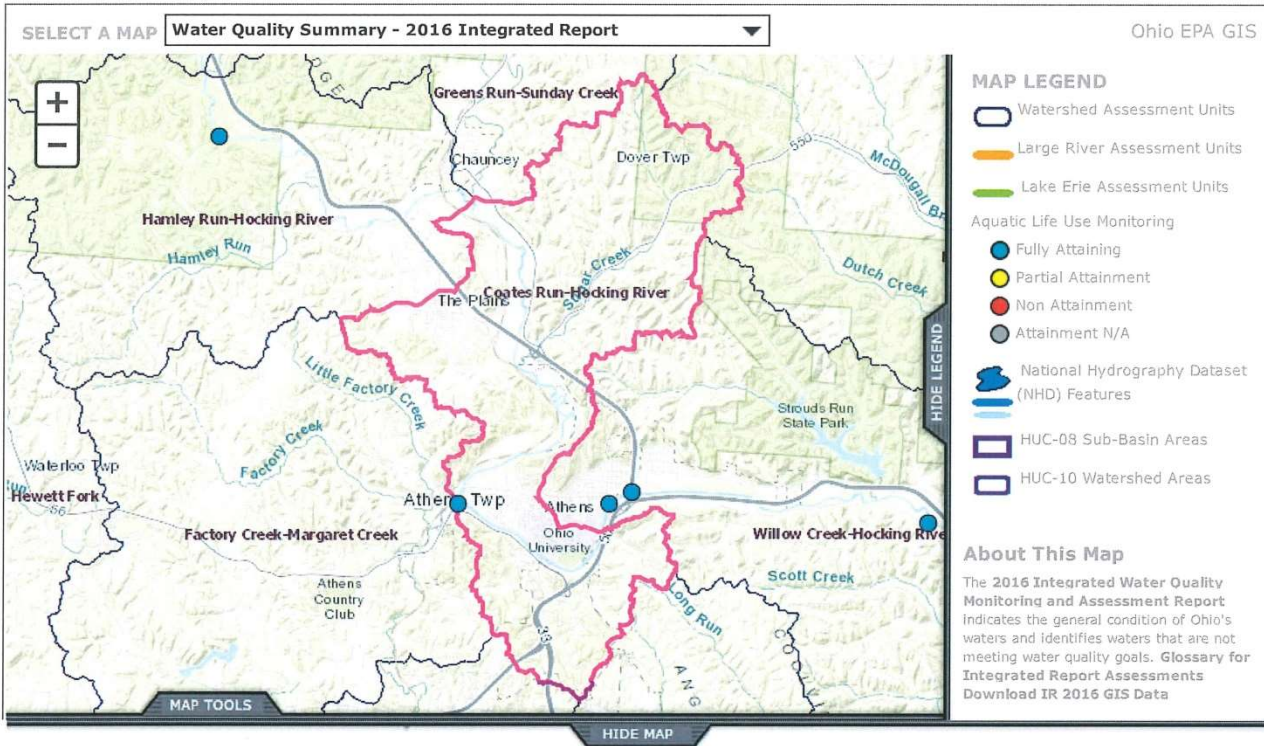 SELECT A MAP
Water Quality Summary - 2016 Integrated Report
Ohio EPA GIS
+
−
Greens Run-Sunday Creek
Chauncey
Dover Twp
550
Hamley Run-Hocking River
Hamley Run
Sugar Creek
Dutch Creek
The Plains
Coates Run-Hocking River
Little Factory Creek
Factory Creek
Strouds Run
State Park
Waterloo Twp
Hewett Fork
56
Athens
Ohio
University
Factory Creek-Margaret Creek
Willow Creek-Hocking Rive
Athens
Country
Club
Scott Creek
Long Run
33
MAP TOOLS
HIDE MAP
HIDE LEGEND
MAP LEGEND
Watershed Assessment Units
Large River Assessment Units
Lake Erie Assessment Units
Aquatic Life Use Monitoring
Fully Attaining
Partial Attainment
Non Attainment
Attainment N/A
National Hydrography Dataset
(NHD) Features
HUC-08 Sub-Basin Areas
HUC-10 Watershed Areas
About This Map
The 2016 Integrated Water Quality
Monitoring and Assessment Report
indicates the general condition of Ohio's
waters and identifies waters that are not
meeting water quality goals. Glossary for
Integrated Report Assessments
Download IR 2016 GIS Data